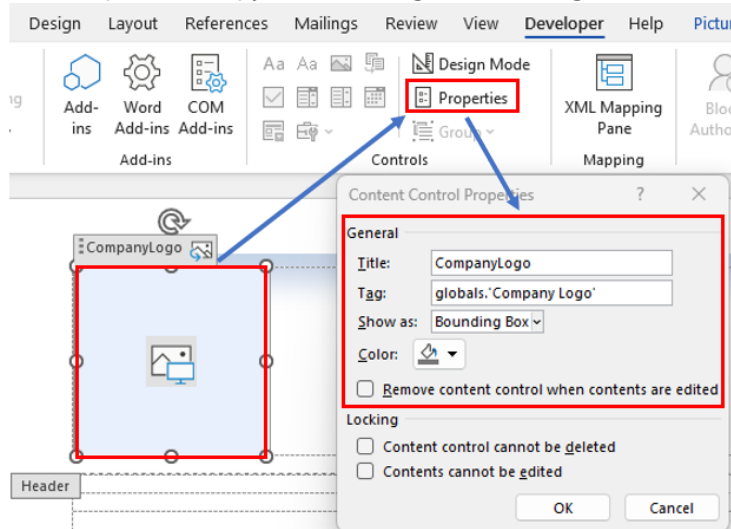 Design Layout References Mailings Review View Developer Help
Aa Aa Design Mode
Properties
Group
Add-
ins
Word
Add-ins
COM
Add-ins
XML Mapping
Pane
Add-ins Controls Mapping
Content Control Properties ? ×
General
Title: CompanyLogo
Tag: globals.'Company Logo'
Show as: Bounding Box
Color:
Remove content control when contents are edited
Locking
Content control cannot be deleted
Contents cannot be edited
OK Cancel
CompanyLogo
Header